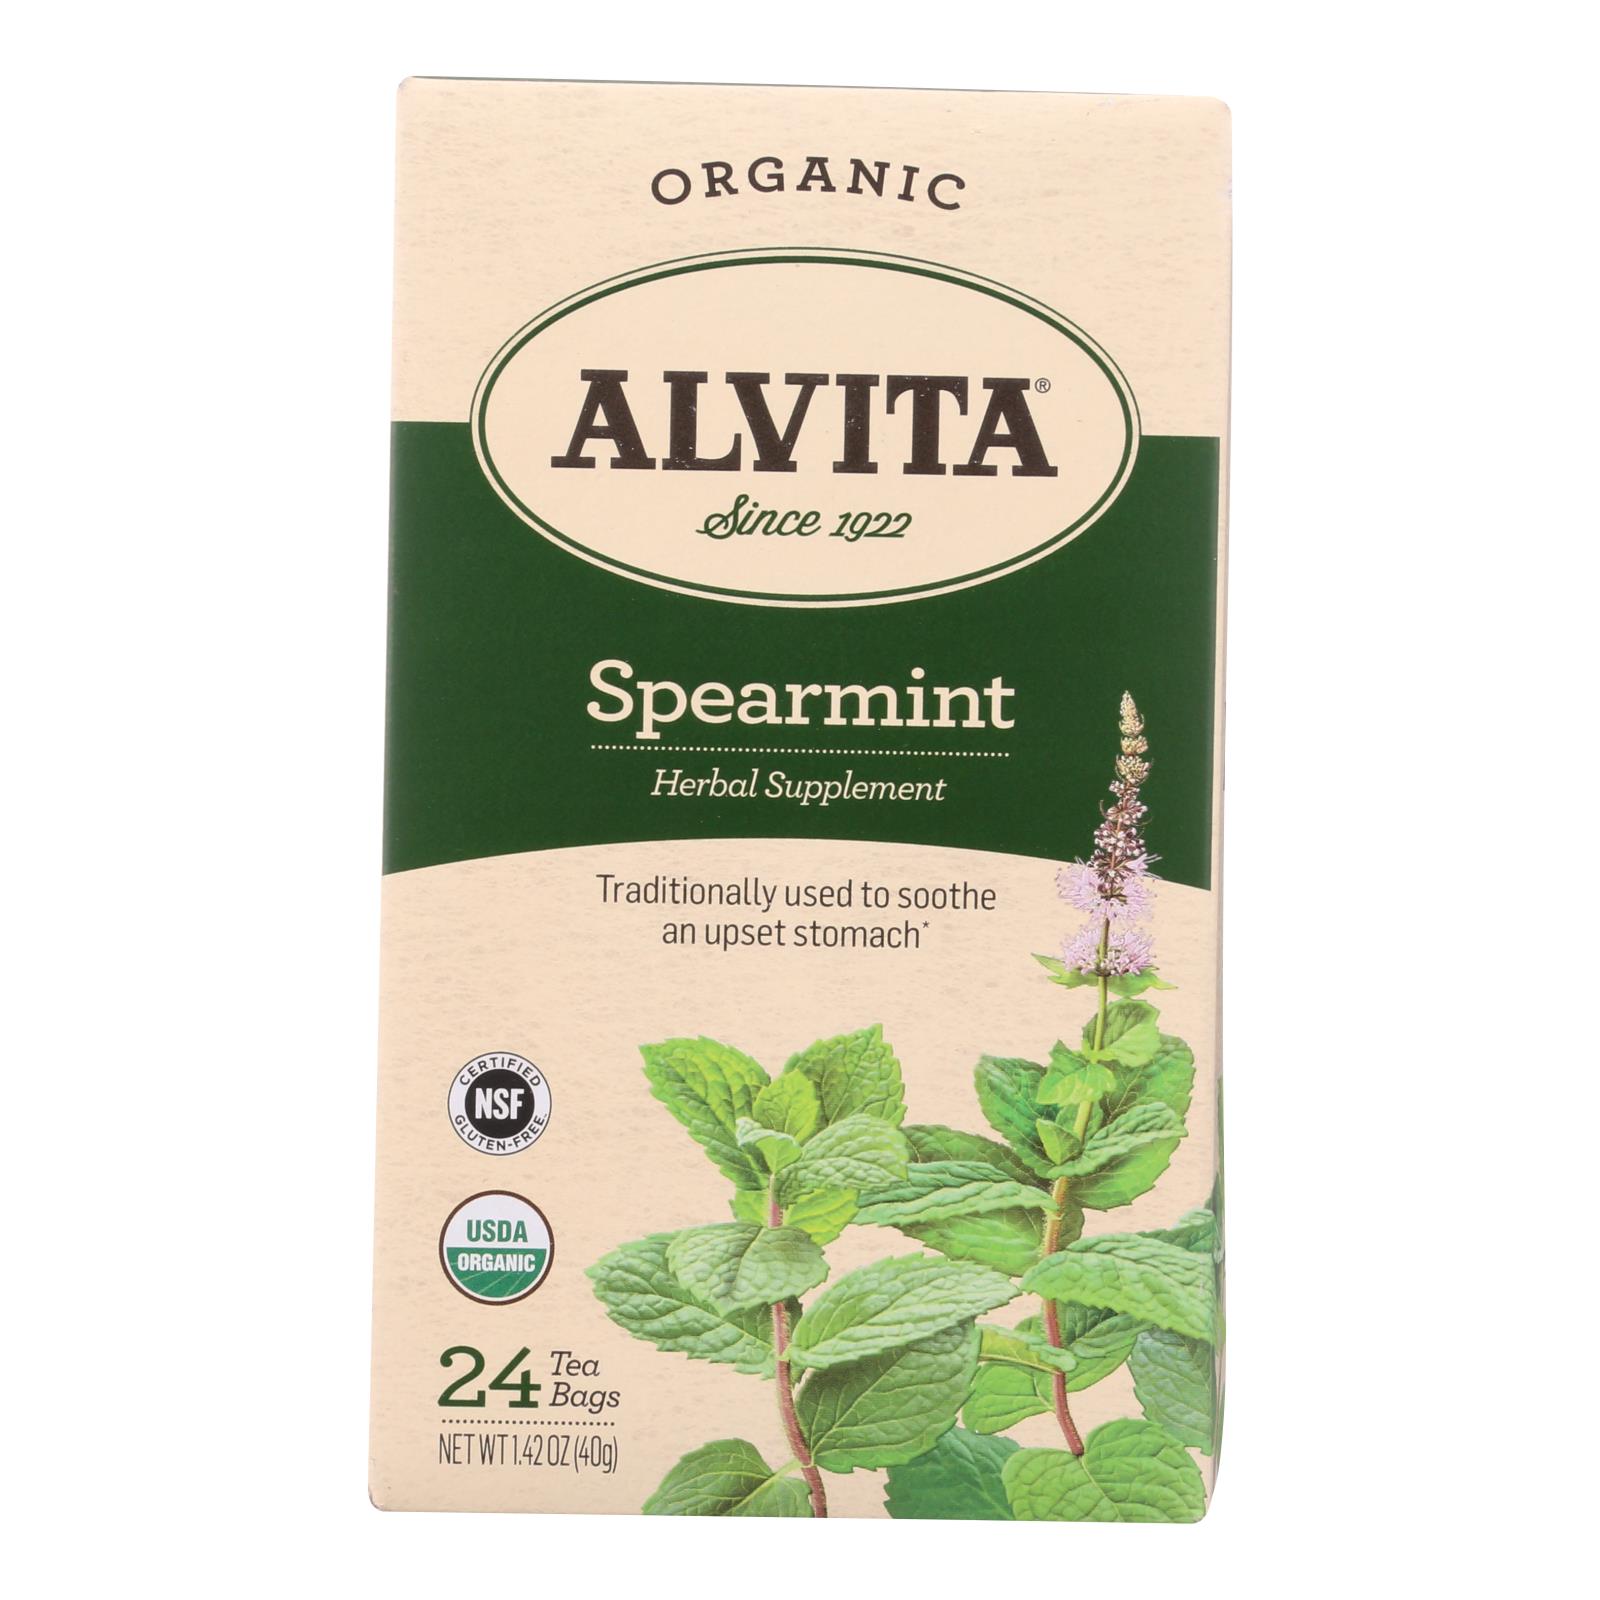 ORGANIC
ALVITA®
Since 1922
Spearmint
Herbal Supplement
Traditionally used to soothe
an upset stomach*
CERTIFIED
NSF
GLUTEN-FREE™
USDA
ORGANIC
24 Tea
Bags
NET WT 1.42 OZ (40g)